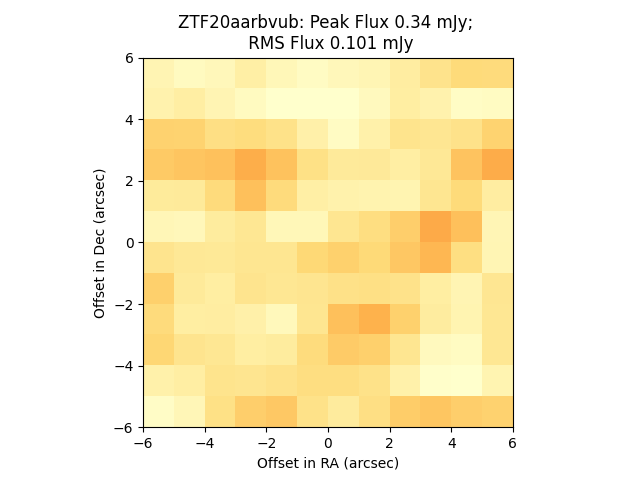 ZTF20aarbvub: Peak Flux 0.34 mJy;
RMS Flux 0.101 mJy
6
4
2
0
−2
−4
−6
Offset in Dec (arcsec)
−6 −4 −2 0 2 4 6
Offset in RA (arcsec)